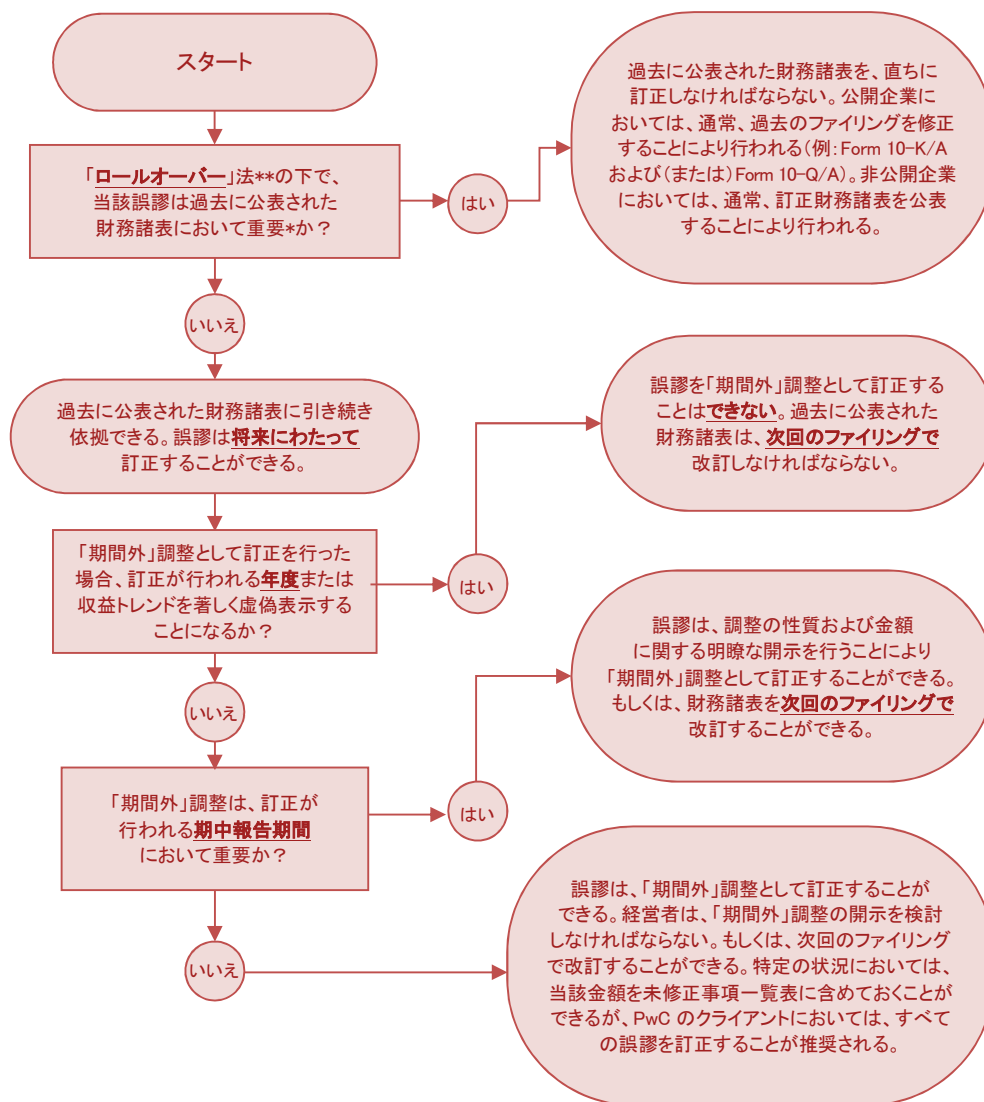 スタート
過去に公表された財務諸表を、直ちに
訂正しなければならない。公開企業に
おいては、通常、過去のファイリングを修正
することにより行われる(例:Form 10-K/A
および(または)Form 10-Q/A)。非公開企業
においては、通常、訂正財務諸表を公表
することにより行われる。
「ロールオーバー」法**の下で、
当該誤謬は過去に公表された
財務諸表において重要*か?
はい
いいえ
過去に公表された財務諸表に引き続き
依拠できる。誤謬は将来にわたって
訂正することができる。
誤謬を「期間外」調整として訂正する
ことはできない。過去に公表された
財務諸表は、次回のファイリングで
改訂しなければならない。
「期間外」調整として訂正を行った
場合、訂正が行われる年度または
収益トレンドを著しく虚偽表示する
ことになるか?
はい
いいえ
誤謬は、調整の性質および金額
に関する明瞭な開示を行うことにより
「期間外」調整として訂正することができる。
もしくは、財務諸表を次回のファイリングで
改訂することができる。
「期間外」調整は、訂正が
行われる期中報告期間
において重要か?
はい
いいえ
誤謬は、「期間外」調整として訂正することが
できる。経営者は、「期間外」調整の開示を検討
しなければならない。もしくは、次回のファイリング
で改訂することができる。特定の状況においては、
当該金額を未修正事項一覧表に含めておくことが
できるが、PwC のクライアントにおいては、すべて
の誤謬を訂正することが推奨される。